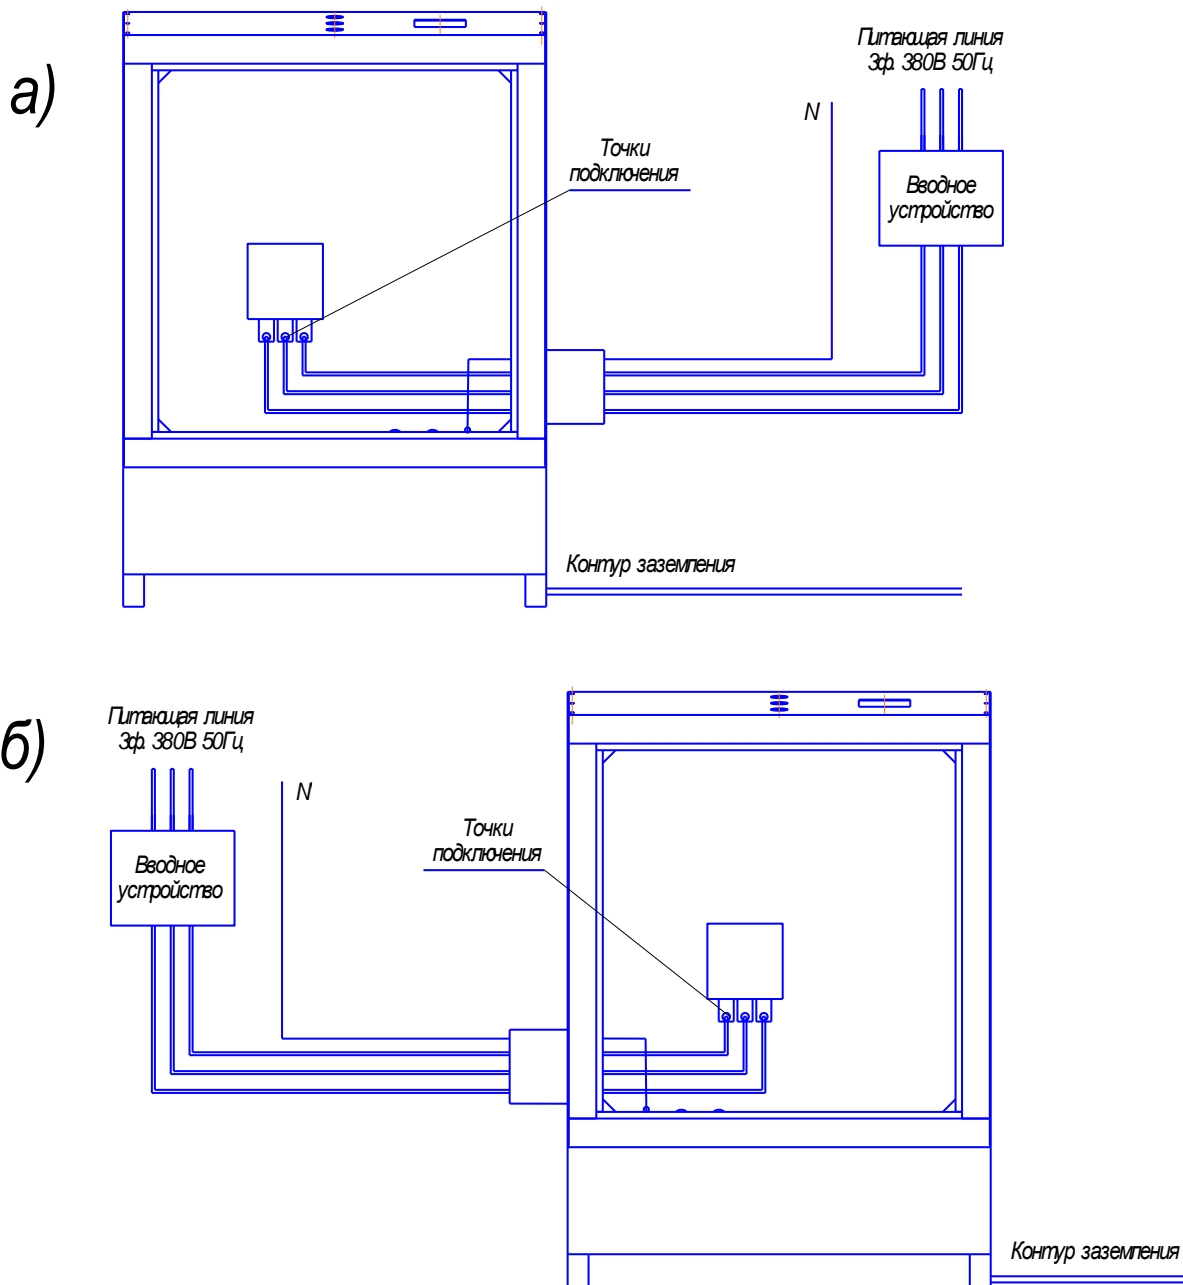 а)
Питающая линия
3ф. 380В 50Гц
N
Точки
подключения
Вводное
устройство
Контур заземления
б)
Питающая линия
3ф. 380В 50Гц
N
Точки
подключения
Вводное
устройство
Контур заземления